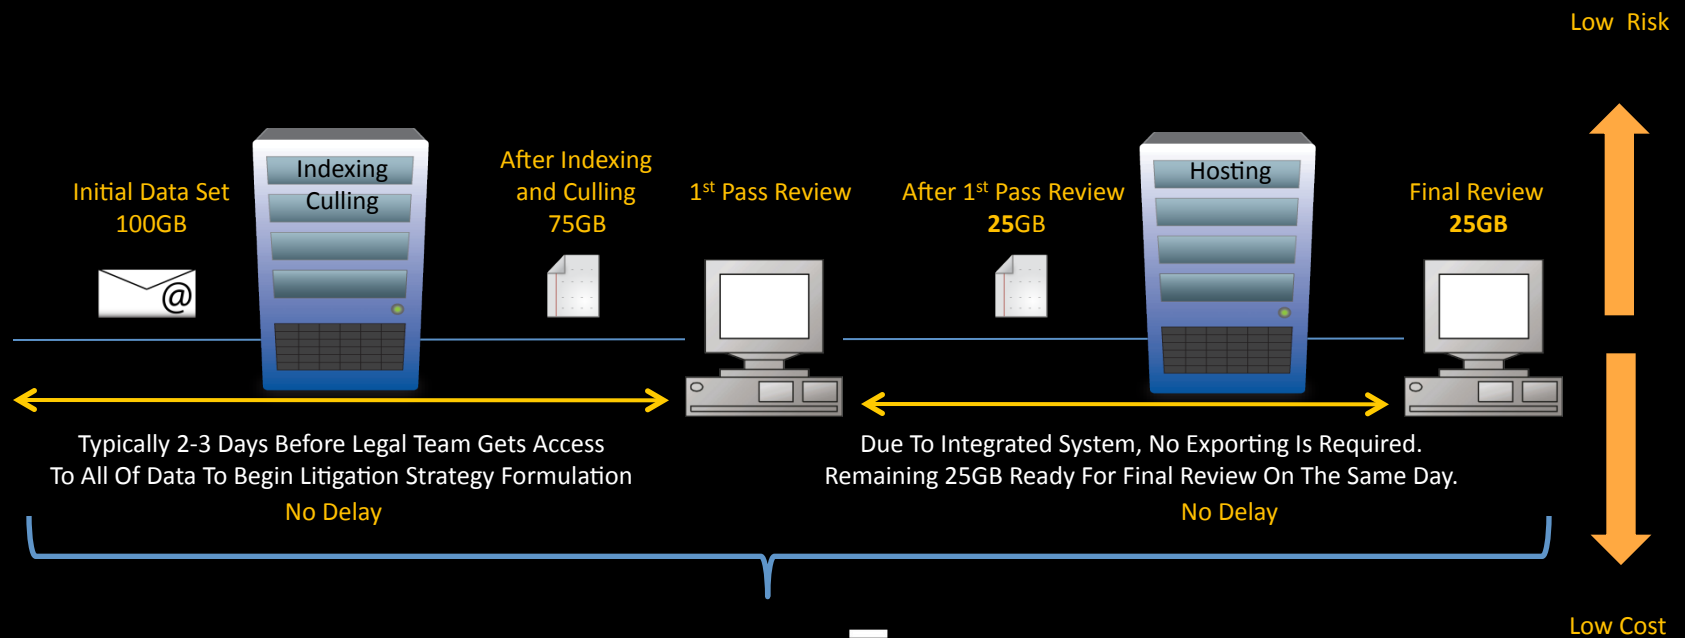 Low Risk
Initial Data Set
100GB
Indexing
Culling
After Indexing
and Culling
75GB
1st Pass Review
After 1st Pass Review
25GB
Hosting
Final Review
25GB
@
Typically 2-3 Days Before Legal Team Gets Access
To All Of Data To Begin Litigation Strategy Formulation
No Delay
Due To Integrated System, No Exporting Is Required.
Remaining 25GB Ready For Final Review On The Same Day.
No Delay
Low Cost